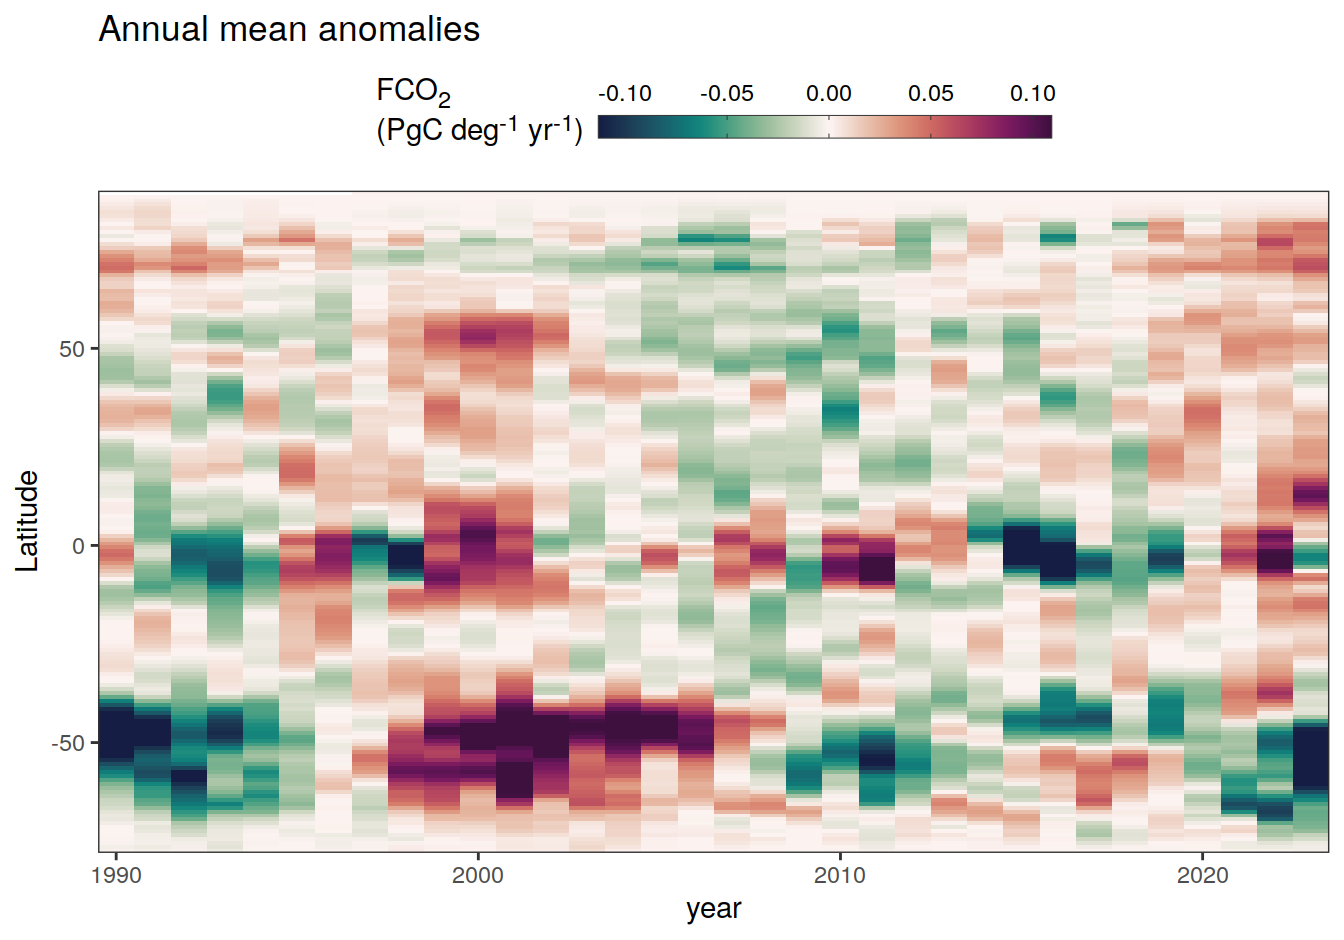 Annual mean anomalies
FCO₂
(PgC deg⁻¹ yr⁻¹)
-0.10 -0.05 0.00 0.05 0.10
Latitude
50
0
-50
1990 2000 2010 2020
year